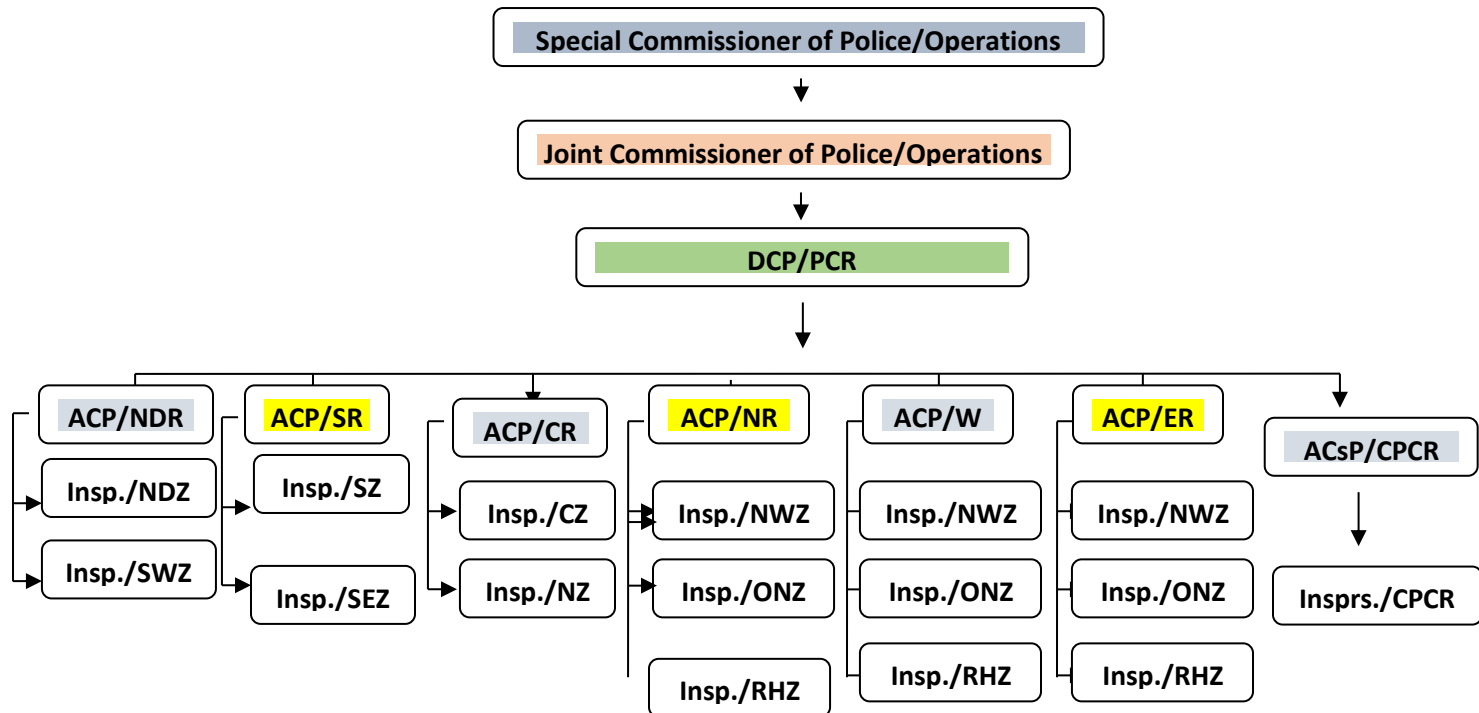 Special Commissioner of Police/Operations
Joint Commissioner of Police/Operations
DCP/PCR
ACP/NDR
ACP/SR
ACP/CR
ACP/NR
ACP/W
ACP/ER
ACsP/CPCR
Insp./NDZ
Insp./SZ
Insp./CZ
Insp./NWZ
Insp./NWZ
Insp./NWZ
Insp./SWZ
Insp./SEZ
Insp./NZ
Insp./ONZ
Insp./ONZ
Insp./ONZ
Insprs./CPCR
Insp./RHZ
Insp./RHZ
Insp./RHZ